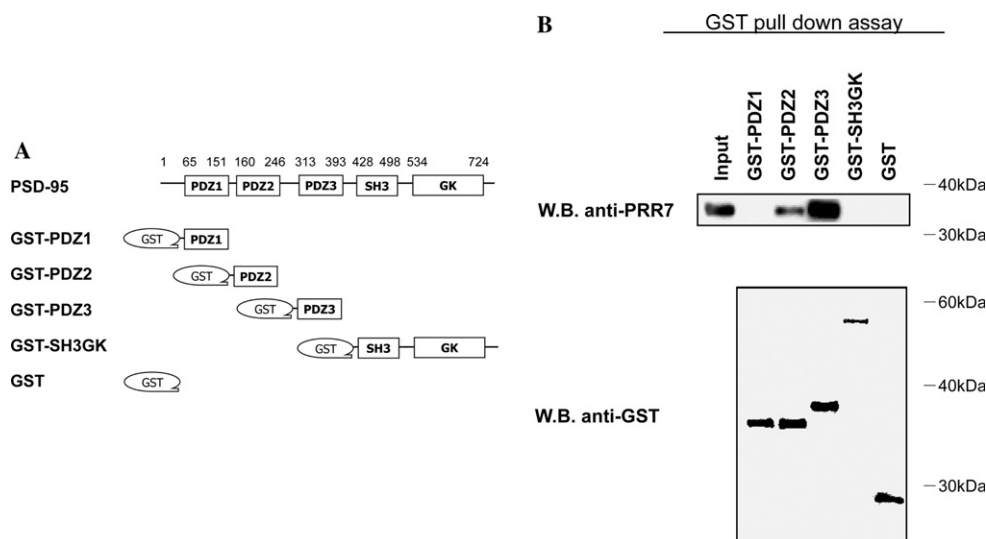 A
1 65 151 160 246 313 393 428 498 534 724
PSD-95 PDZ1 PDZ2 PDZ3 SH3 GK
GST-PDZ1 GST PDZ1
GST-PDZ2 GST PDZ2
GST-PDZ3 GST PDZ3
GST-SH3GK GST SH3 GK
GST GST
B
GST pull down assay
Input GST-PDZ1 GST-PDZ2 GST-PDZ3 GST-SH3GK GST
40kDa
W.B. anti-PRR7
30kDa
60kDa
40kDa
W.B. anti-GST
30kDa